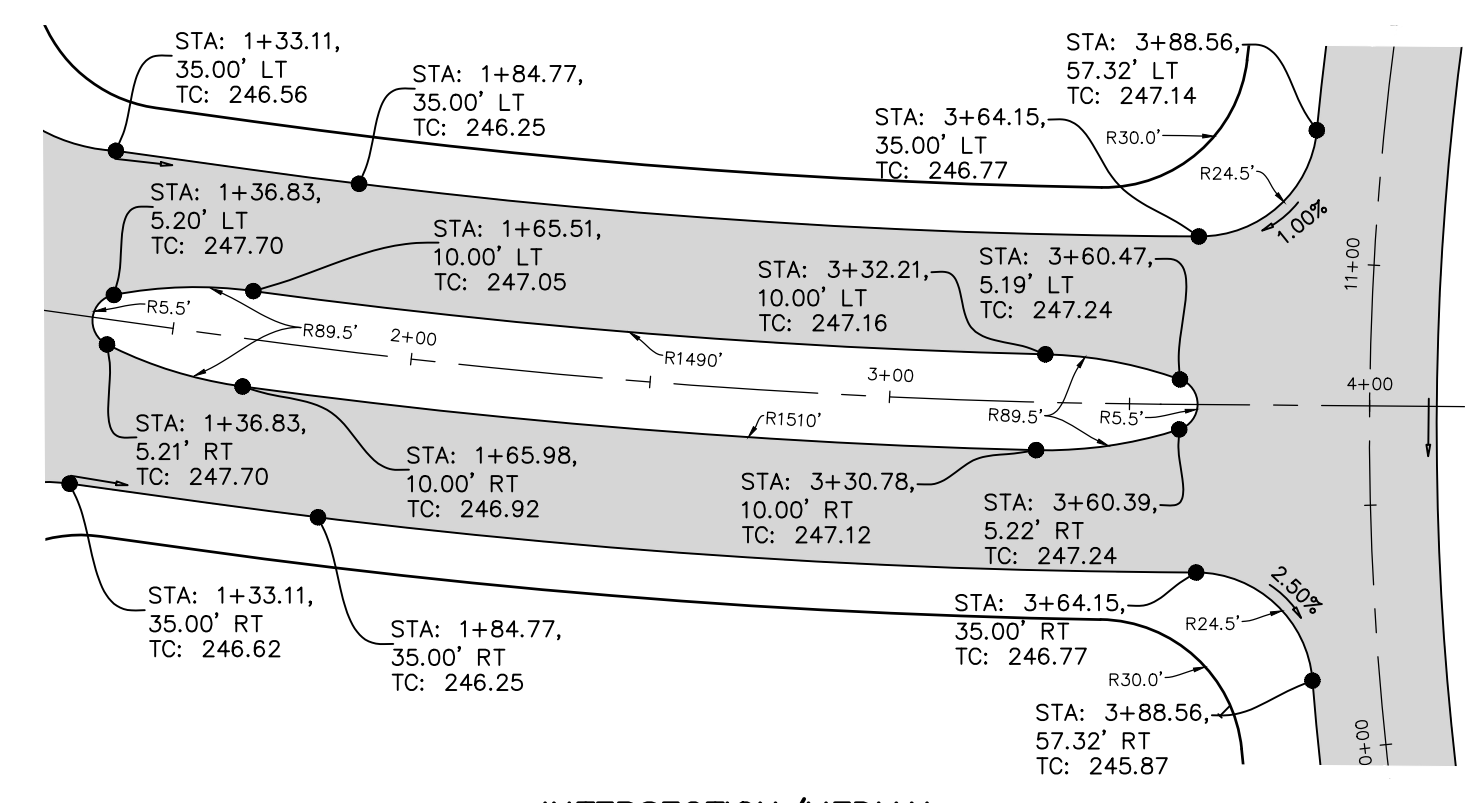 STA: 1+33.11,
35.00' LT
TC: 246.56
STA: 1+84.77,
35.00' LT
TC: 246.25
STA: 3+88.56,
57.32' LT
TC: 247.14
STA: 3+64.15,
35.00' LT
TC: 246.77
R30.0'
R24.5'
1.00%
STA: 1+36.83,
5.20' LT
TC: 247.70
STA: 1+65.51,
10.00' LT
TC: 247.05
STA: 3+32.21,
10.00' LT
TC: 247.16
STA: 3+60.47,
5.19' LT
TC: 247.24
11+00
R5.5'
R89.5'
2+00
R1490'
3+00
4+00
R1510'
R89.5'
R5.5'
STA: 1+36.83,
5.21' RT
TC: 247.70
STA: 1+65.98,
10.00' RT
TC: 246.92
STA: 3+30.78,
10.00' RT
TC: 247.12
STA: 3+60.39,
5.22' RT
TC: 247.24
2.50%
STA: 1+33.11,
35.00' RT
TC: 246.62
STA: 1+84.77,
35.00' RT
TC: 246.25
STA: 3+64.15,
35.00' RT
TC: 246.77
R24.5'
R30.0'
STA: 3+88.56,
57.32' RT
TC: 245.87
0+00